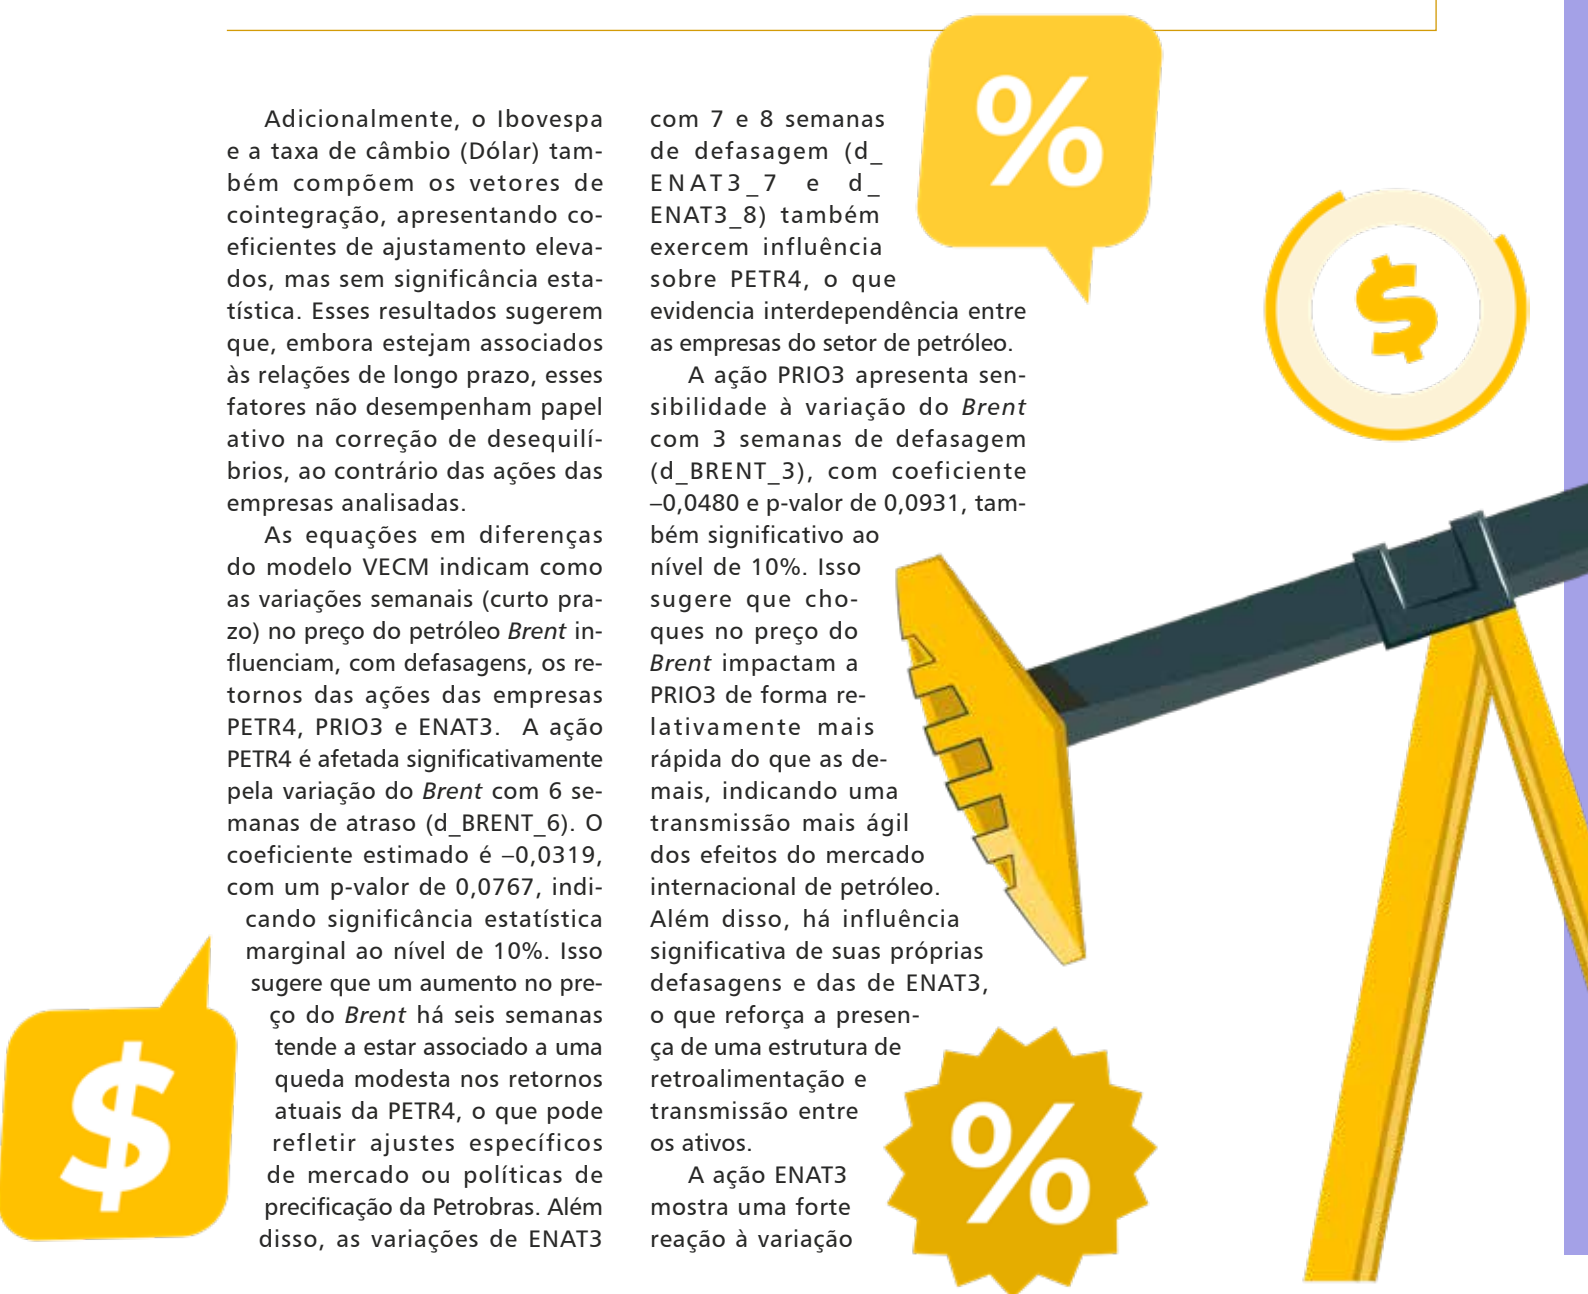 Adicionalmente, o Ibovespa
e a taxa de câmbio (Dólar) tam-
bém compõem os vetores de
cointegração, apresentando co-
eficientes de ajustamento eleva-
dos, mas sem significância esta-
tística. Esses resultados sugerem
que, embora estejam associados
às relações de longo prazo, esses
fatores não desempenham papel
ativo na correção de desequilí-
brios, ao contrário das ações das
empresas analisadas.
As equações em diferenças
do modelo VECM indicam como
as variações semanais (curto pra-
zo) no preço do petróleo Brent in-
fluenciam, com defasagens, os re-
tornos das ações das empresas
PETR4, PRIO3 e ENAT3. A ação
PETR4 é afetada significativamente
pela variação do Brent com 6 se-
manas de atraso (d_BRENT_6). O
coeficiente estimado é –0,0319,
com um p-valor de 0,0767, indi-
cando significância estatística
marginal ao nível de 10%. Isso
sugere que um aumento no pre-
ço do Brent há seis semanas
tende a estar associado a uma
queda modesta nos retornos
atuais da PETR4, o que pode
refletir ajustes específicos
de mercado ou políticas de
precificação da Petrobras. Além
disso, as variações de ENAT3
com 7 e 8 semanas
de defasagem (d_
ENAT3_7 e d_
ENAT3_8) também
exercem influência
sobre PETR4, o que
evidencia interdependência entre
as empresas do setor de petróleo.
A ação PRIO3 apresenta sen-
sibilidade à variação do Brent
com 3 semanas de defasagem
(d_BRENT_3), com coeficiente
–0,0480 e p-valor de 0,0931, tam-
bém significativo ao
nível de 10%. Isso
sugere que cho-
ques no preço do
Brent impactam a
PRIO3 de forma re-
lativamente mais
rápida do que as de-
mais, indicando uma
transmissão mais ágil
dos efeitos do mercado
internacional de petróleo.
Além disso, há influência
significativa de suas próprias
defasagens e das de ENAT3,
o que reforça a presen-
ça de uma estrutura de
retroalimentação e
transmissão entre
os ativos.
A ação ENAT3
mostra uma forte
reação à variação
%
$
$
%